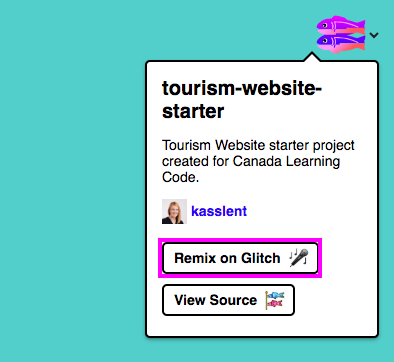 tourism-website-
starter
Tourism Website starter project
created for Canada Learning
Code.
kasslent
Remix on Glitch
View Source